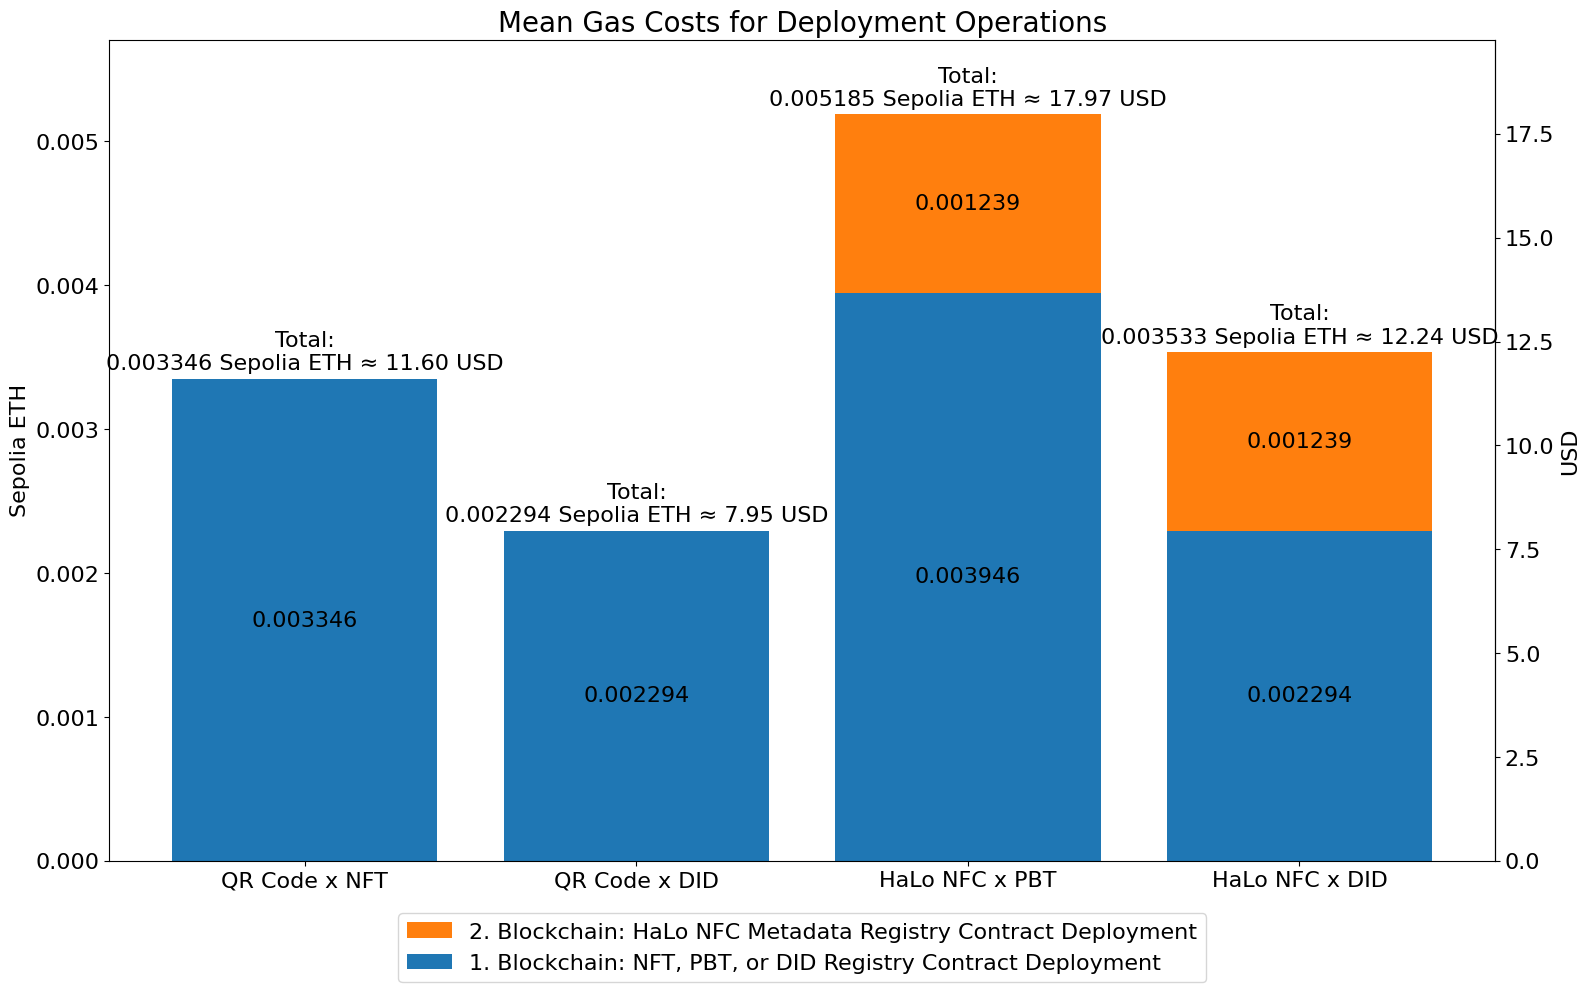 Mean Gas Costs for Deployment Operations
Sepolia ETH
0.005
0.004
0.003
0.002
0.001
0.000
Total:
0.003346 Sepolia ETH ≈ 11.60 USD
0.003346
Total:
0.002294 Sepolia ETH ≈ 7.95 USD
0.002294
Total:
0.005185 Sepolia ETH ≈ 17.97 USD
0.001239
0.003946
Total:
0.003533 Sepolia ETH ≈ 12.24 USD
0.001239
0.002294
17.5
15.0
12.5
10.0
7.5
5.0
2.5
0.0
USD
QR Code x NFT
QR Code x DID
HaLo NFC x PBT
HaLo NFC x DID
2. Blockchain: HaLo NFC Metadata Registry Contract Deployment
1. Blockchain: NFT, PBT, or DID Registry Contract Deployment